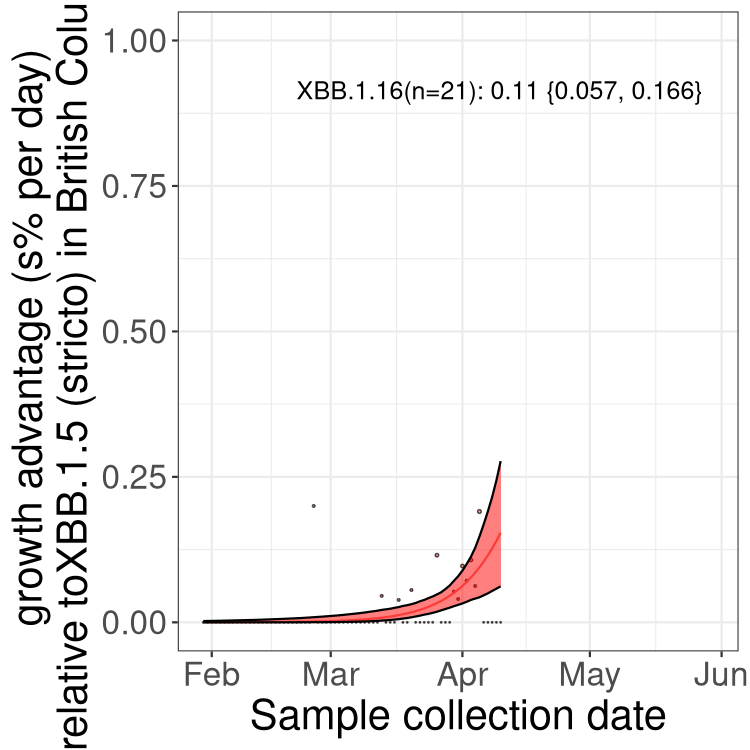 growth advantage (s% per day)
relative toXBB.1.5 (stricto) in British Colu
1.00
0.75
0.50
0.25
0.00
XBB.1.16(n=21): 0.11 {0.057, 0.166}
Feb Mar Apr May Jun
Sample collection date